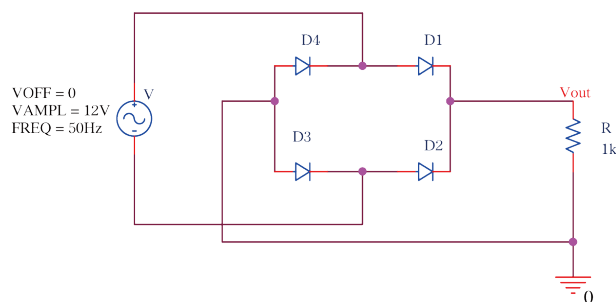 D4
D1
VOFF = 0
VAMPL = 12V
FREQ = 50Hz
V
Vout
R
1k
D3
D2
0